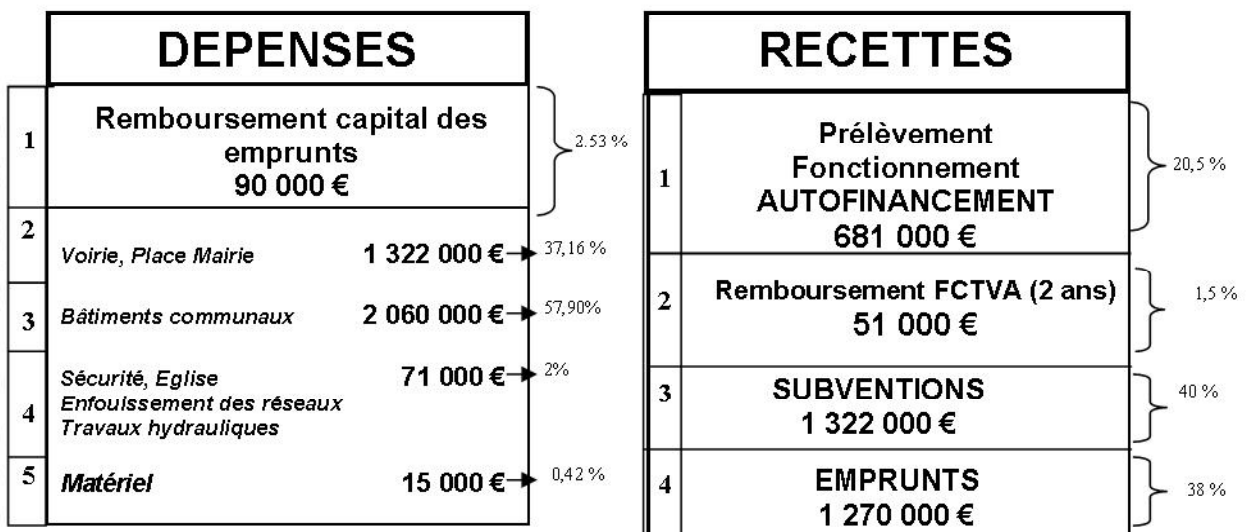 DEPENSES
1
Remboursement capital des
emprunts
90 000 €
2.53 %
2
Voirie, Place Mairie 1 322 000 € 37,16 %
3
Bâtiments communaux 2 060 000 € 57,90%
4
Sécurité, Eglise 71 000 € 2%
Enfouissement des réseaux
Travaux hydrauliques
5
Matériel 15 000 € 0,42 %
RECETTES
1
Prélèvement
Fonctionnement
AUTOFINANCEMENT
681 000 €
20,5 %
2
Remboursement FCTVA (2 ans)
51 000 €
1,5 %
3
SUBVENTIONS
1 322 000 €
40 %
4
EMPRUNTS
1 270 000 €
38 %